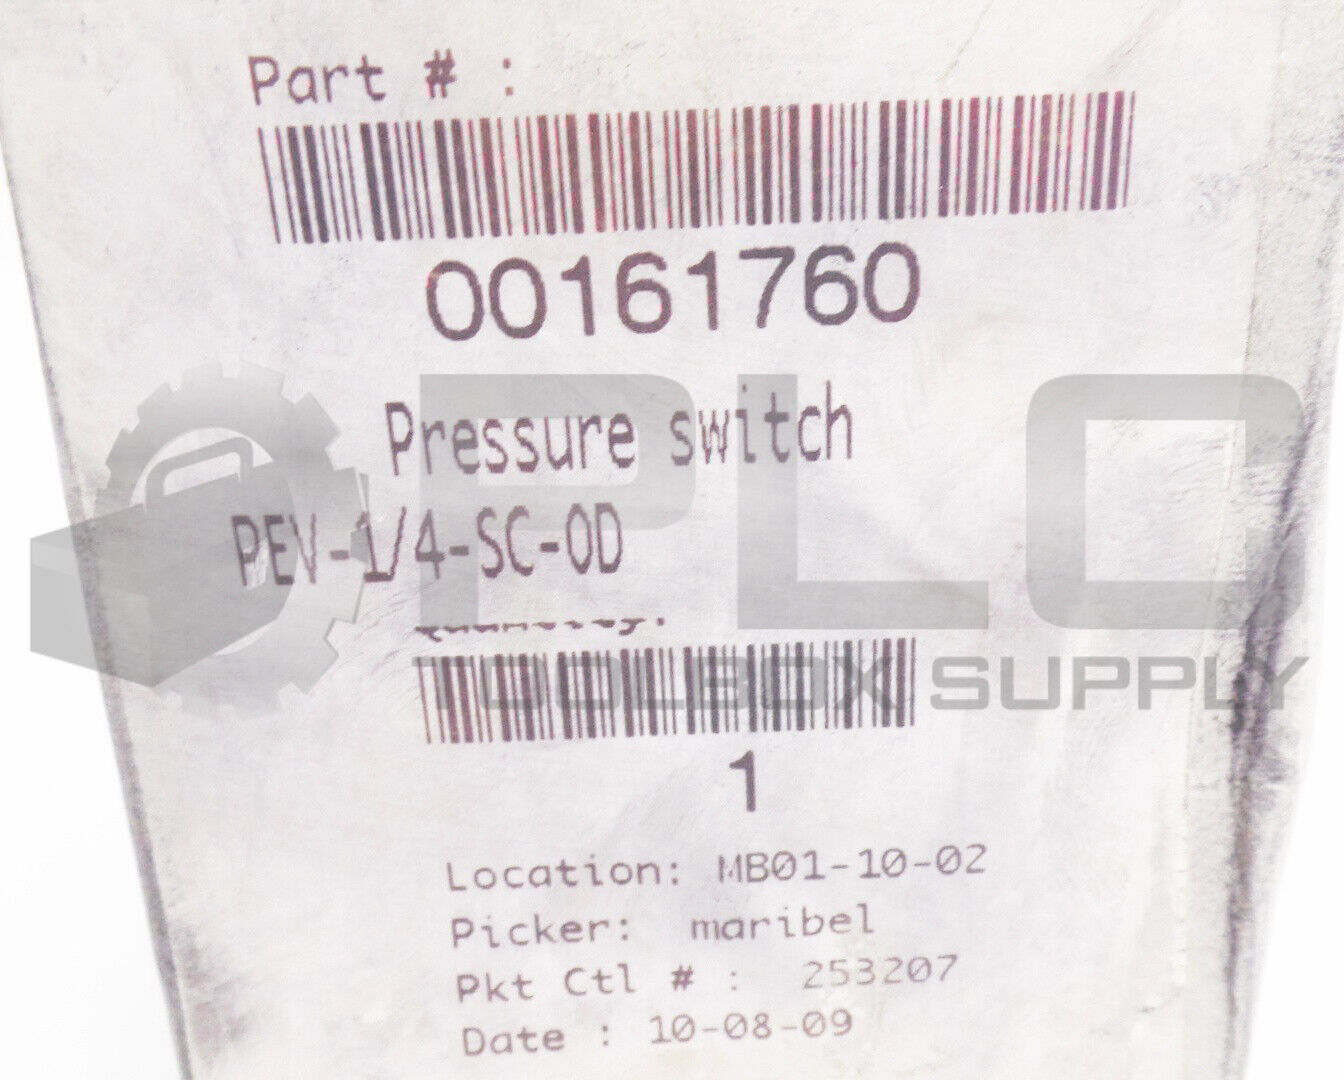 Part # :
00161760
Pressure switch
PEV-1/4-SC-OD
Quantity:
1
Location: MB01-10-02
Picker: maribel
Pkt Ctl # : 253207
Date : 10-08-09
PLC
TOOLBOX SUPPLY